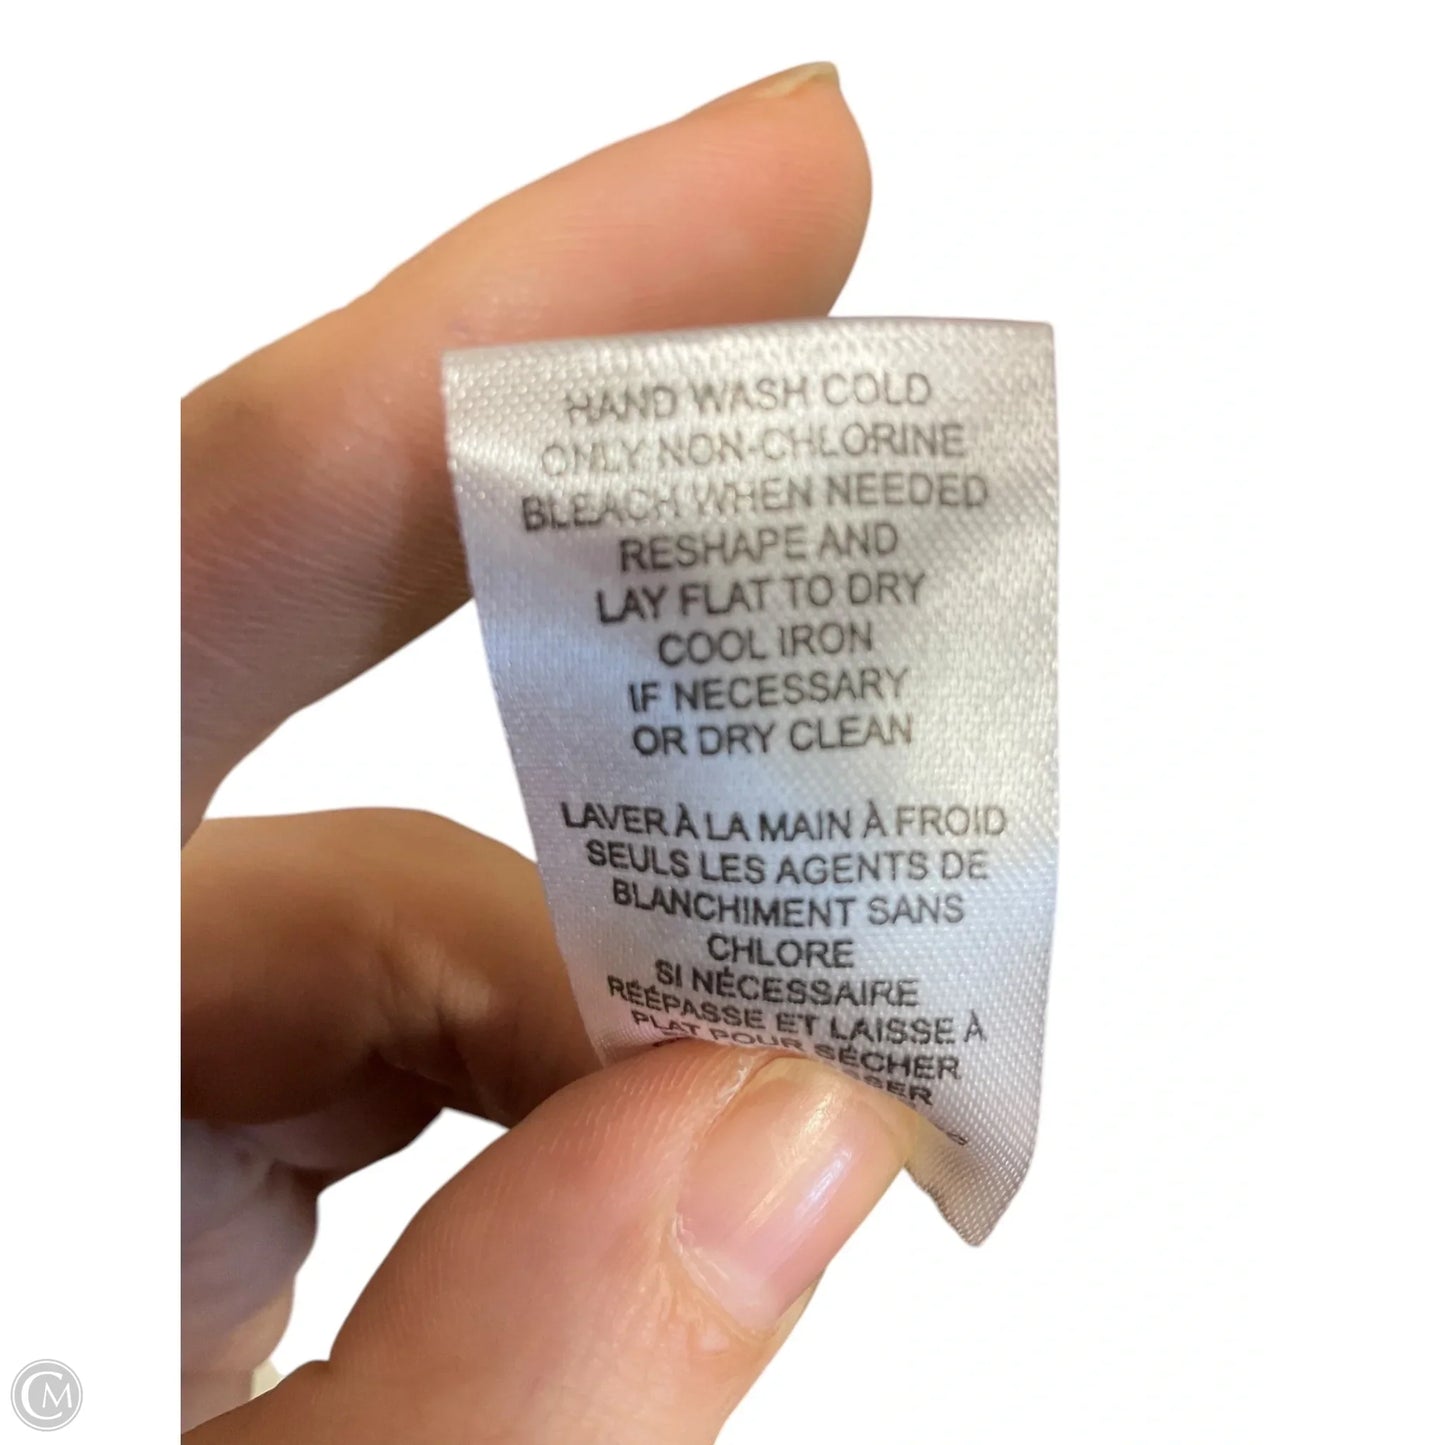 HAND WASH COLD
ONLY NON-CHLORINE
BLEACH WHEN NEEDED
RESHAPE AND
LAY FLAT TO DRY
COOL IRON
IF NECESSARY
OR DRY CLEAN
LAVER À LA MAIN À FROID
SEULS LES AGENTS DE
BLANCHIMENT SANS
CHLORE
SI NÉCESSAIRE
RÉÉPASSE ET LAISSE À
PLAT POUR SÉCHER
CM